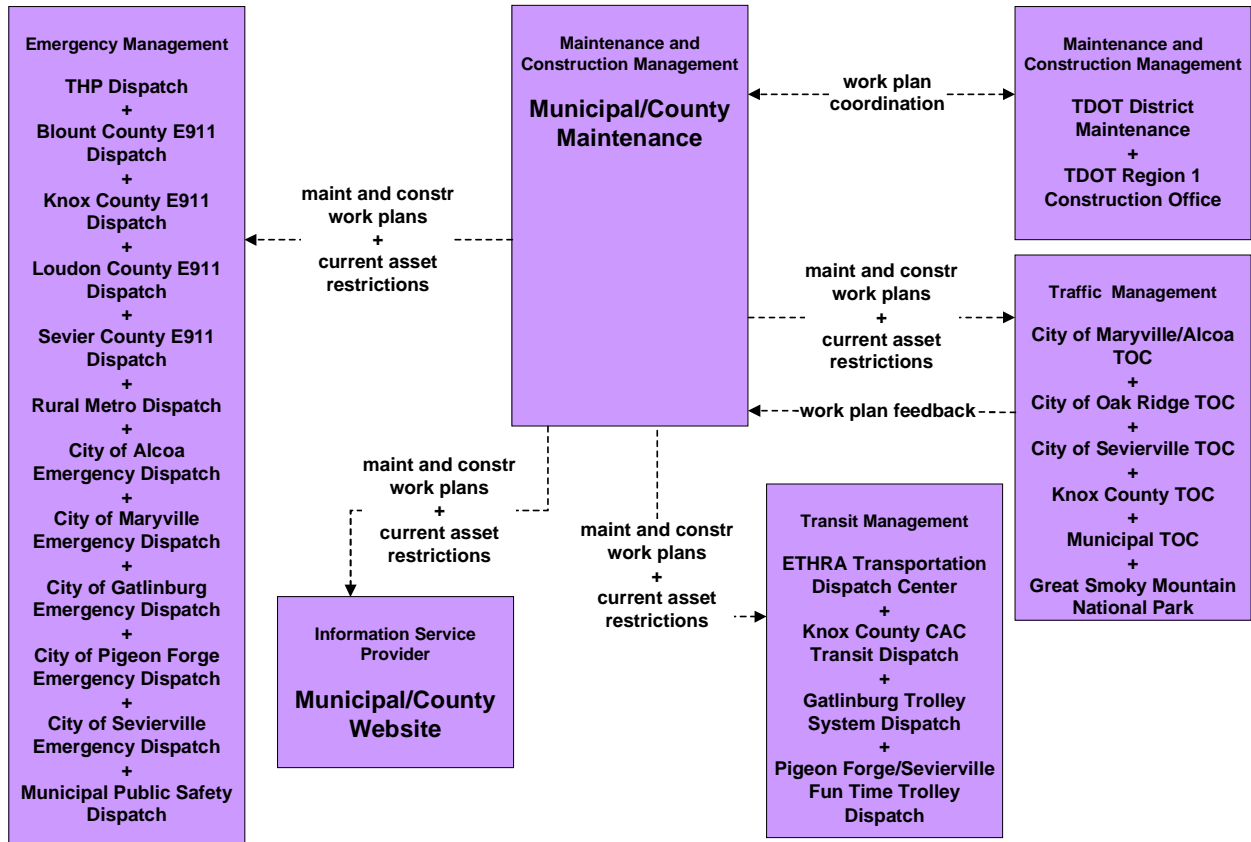 Emergency Management
THP Dispatch
+
Blount County E911
Dispatch
+
Knox County E911
Dispatch
+
Loudon County E911
Dispatch
+
Sevier County E911
Dispatch
+
Rural Metro Dispatch
+
City of Alcoa
Emergency Dispatch
+
City of Maryville
Emergency Dispatch
+
City of Gatlinburg
Emergency Dispatch
+
City of Pigeon Forge
Emergency Dispatch
+
City of Sevierville
Emergency Dispatch
+
Municipal Public Safety
Dispatch
maint and constr
work plans
+
current asset
restrictions
Maintenance and
Construction Management
Municipal/County
Maintenance
work plan
coordination
Maintenance and
Construction Management
TDOT District
Maintenance
+
TDOT Region 1
Construction Office
maint and constr
work plans
+
current asset
restrictions
work plan feedback
Traffic Management
City of Maryville/Alcoa
TOC
+
City of Oak Ridge TOC
+
City of Sevierville TOC
+
Knox County TOC
+
Municipal TOC
+
Great Smoky Mountain
National Park
maint and constr
work plans
+
current asset
restrictions
Information Service
Provider
Municipal/County
Website
maint and constr
work plans
+
current asset
restrictions
Transit Management
ETHRA Transportation
Dispatch Center
+
Knox County CAC
Transit Dispatch
+
Gatlinburg Trolley
System Dispatch
+
Pigeon Forge/Sevierville
Fun Time Trolley
Dispatch